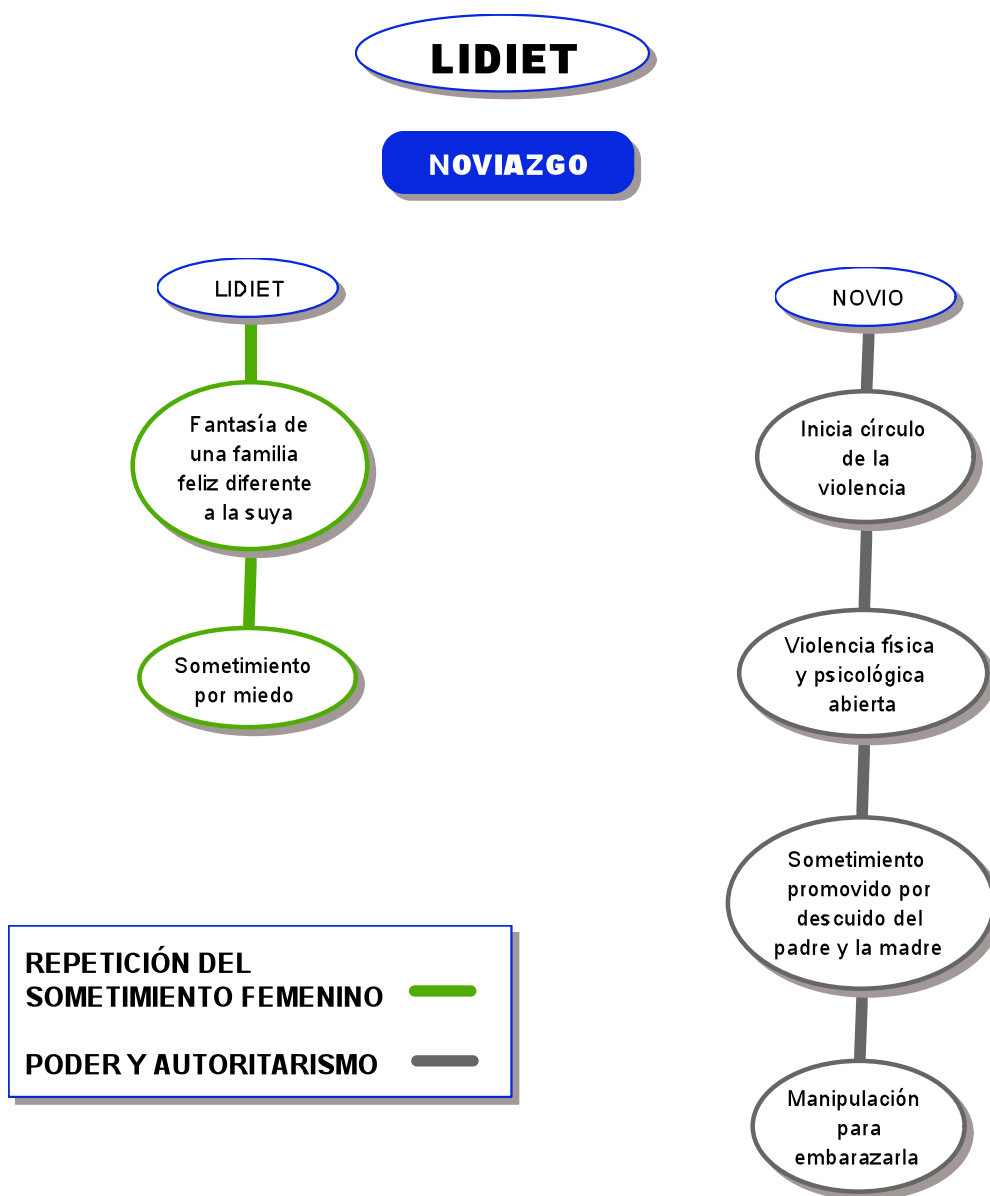 LIDIET
NOVIAZGO
LIDIET
Fantasía de
una familia
feliz diferente
a la suya
Sometimiento
por miedo
NOVIO
Inicia círculo
de la
violencia
Violencia física
y psicológica
abierta
Sometimiento
promovido por
descuido del
padre y la madre
Manipulación
para
embarazarla
REPETICIÓN DEL
SOMETIMIENTO FEMENINO
PODER Y AUTORITARISMO